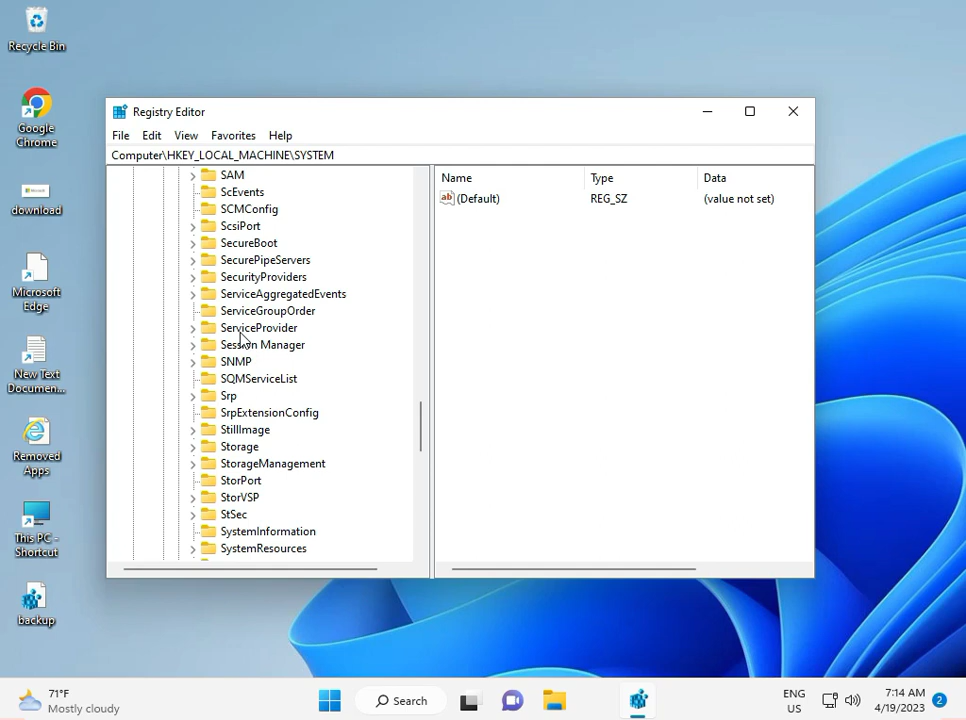 Recycle Bin
Google
Chrome
download
Microsoft
Edge
New Text
Documen...
Removed
Apps
This PC -
Shortcut
backup
Registry Editor
File Edit View Favorites Help
Computer\HKEY_LOCAL_MACHINE\SYSTEM
SAM
ScEvents
SCMConfig
ScsiPort
SecureBoot
SecurePipeServers
SecurityProviders
ServiceAggregatedEvents
ServiceGroupOrder
ServiceProvider
Session Manager
SNMP
SQMServiceList
Srp
SrpExtensionConfig
StillImage
Storage
StorageManagement
StorPort
StorVSP
StSec
SystemInformation
SystemResources
Name Type Data
(Default) REG_SZ (value not set)
71°F
Mostly cloudy
Search
ENG
US
7:14 AM
4/19/2023
2